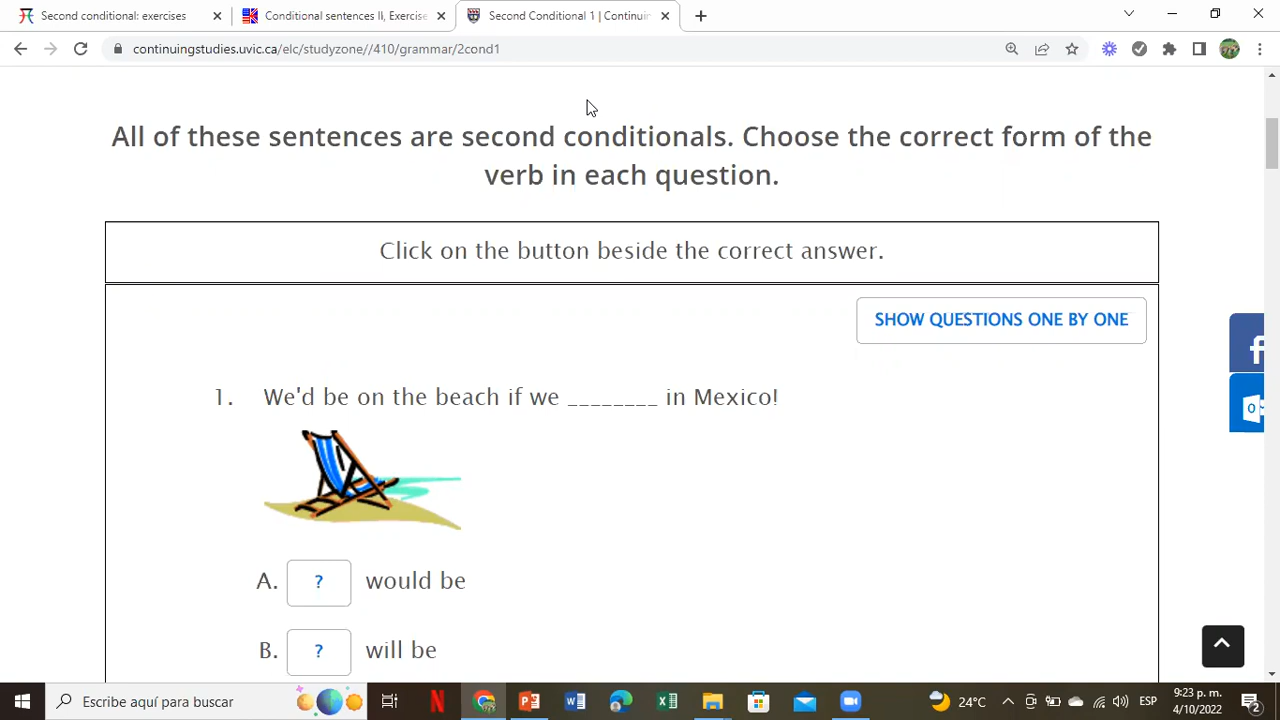 Second conditional: exercises
Conditional sentences II, Exercise
Second Conditional 1 | Continuin
continuingstudies.uvic.ca/elc/studyzone//410/grammar/2cond1
All of these sentences are second conditionals. Choose the correct form of the
verb in each question.
Click on the button beside the correct answer.
SHOW QUESTIONS ONE BY ONE
1. We'd be on the beach if we ________ in Mexico!
A. ? would be
B. ? will be
Escribe aquí para buscar
24°C
ESP
9:23 p. m.
4/10/2022
2